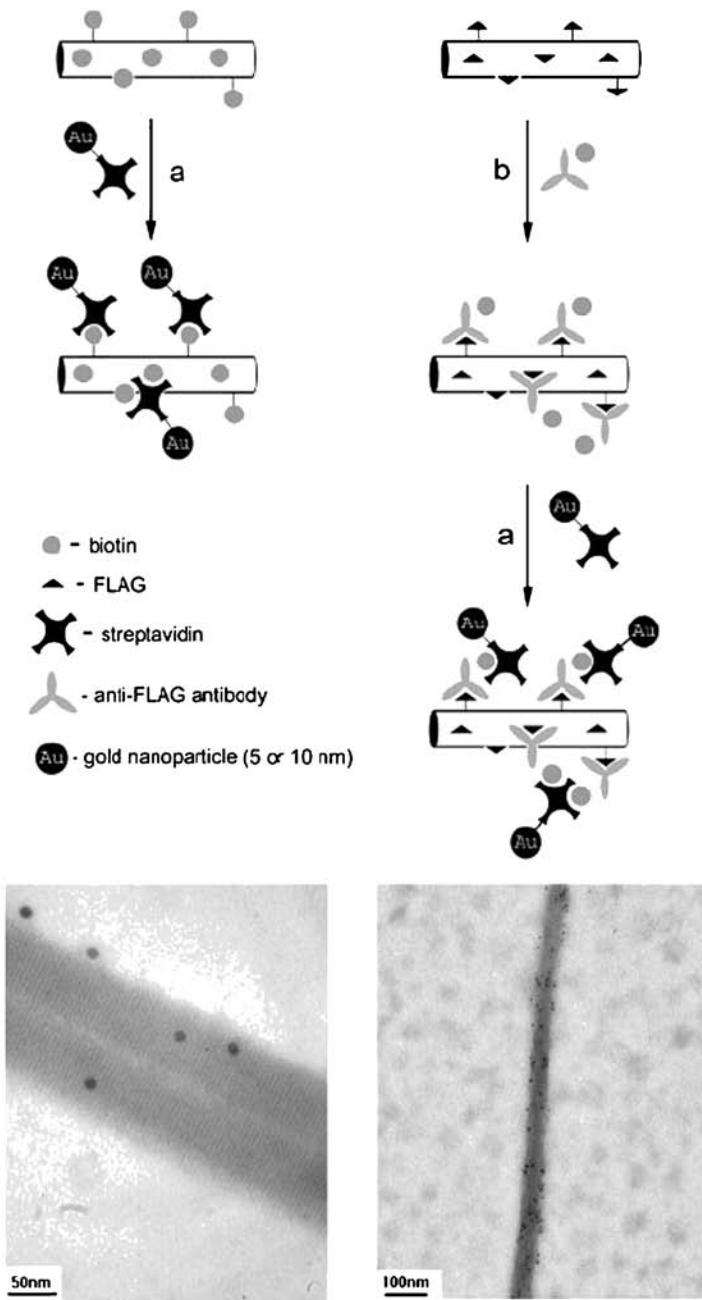 Au
a
Au
Au
Au
b
a
Au
Au
Au
Au
- biotin
- FLAG
- streptavidin
- anti-FLAG antibody
Au - gold nanoparticle (5 or 10 nm)
50nm
100nm